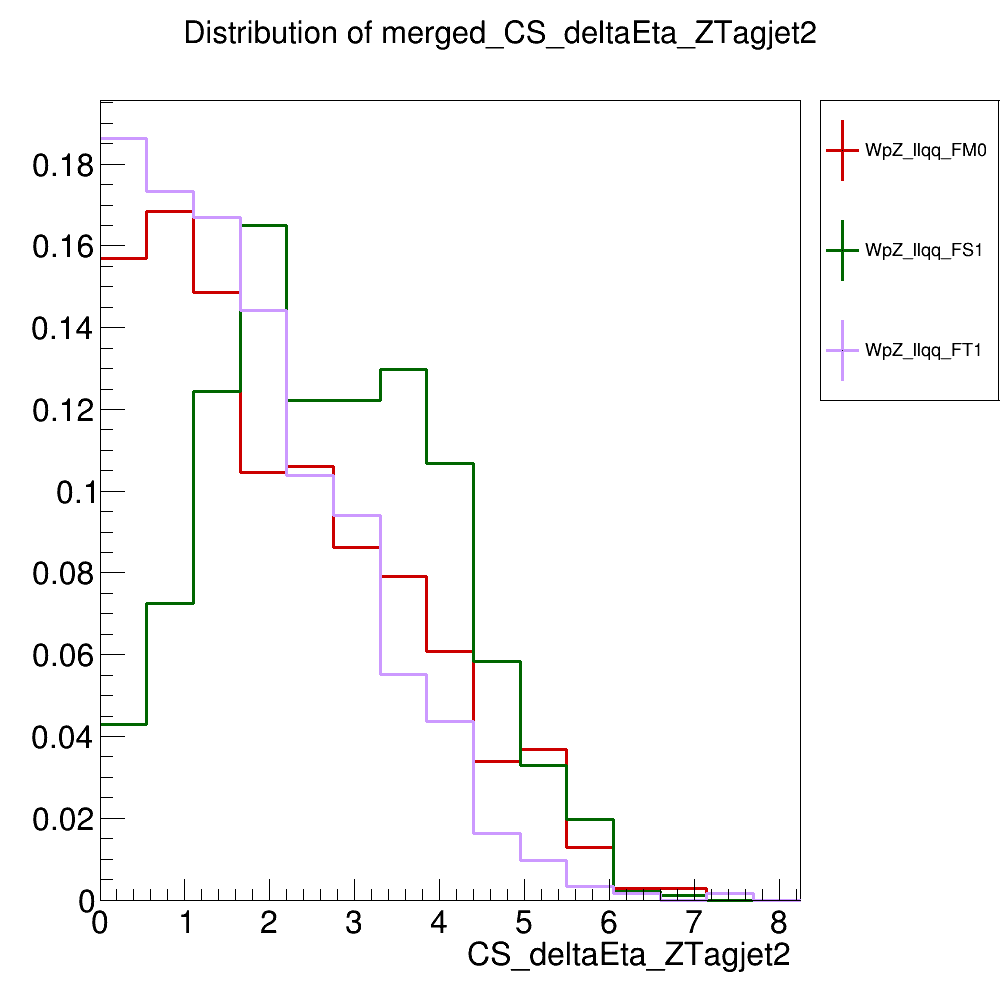 Distribution of merged_CS_deltaEta_ZTagjet2
WpZ_llqq_FM0
WpZ_llqq_FS1
WpZ_llqq_FT1
0.18
0.16
0.14
0.12
0.1
0.08
0.06
0.04
0.02
0
0 1 2 3 4 5 6 7 8
CS_deltaEta_ZTagjet2